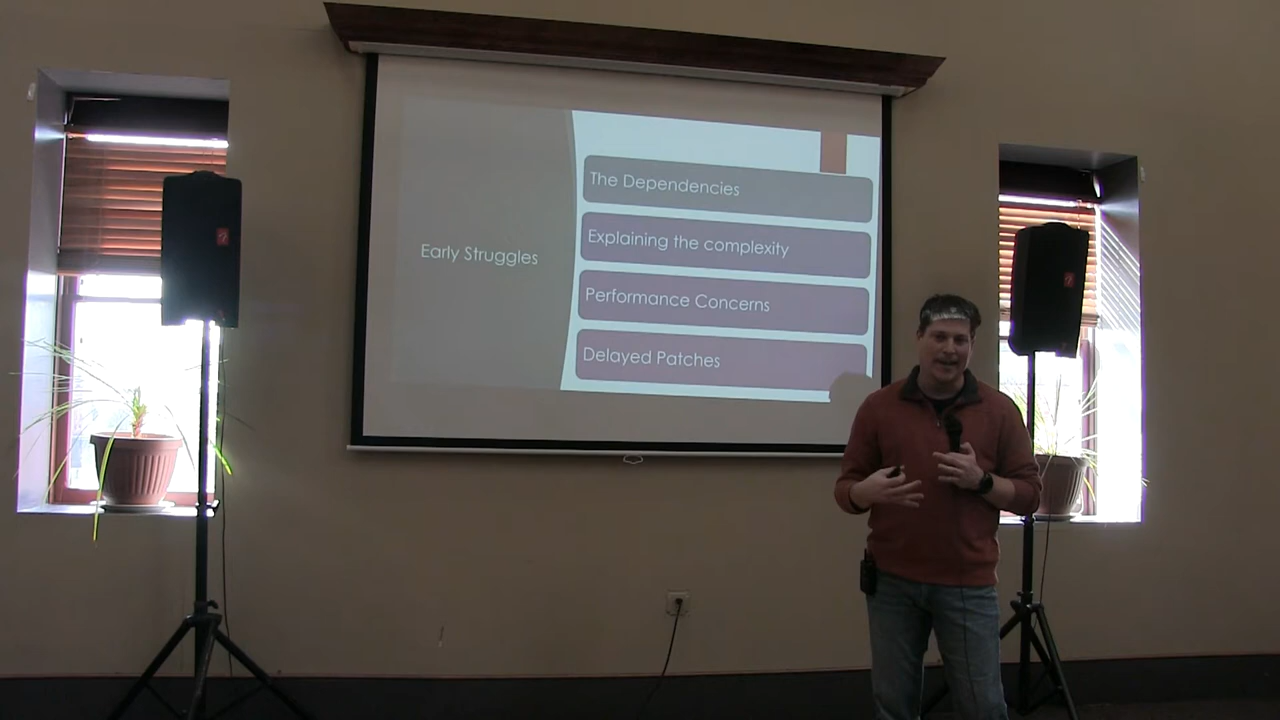 Early Struggles
The Dependencies
Explaining the complexity
Performance Concerns
Delayed Patches